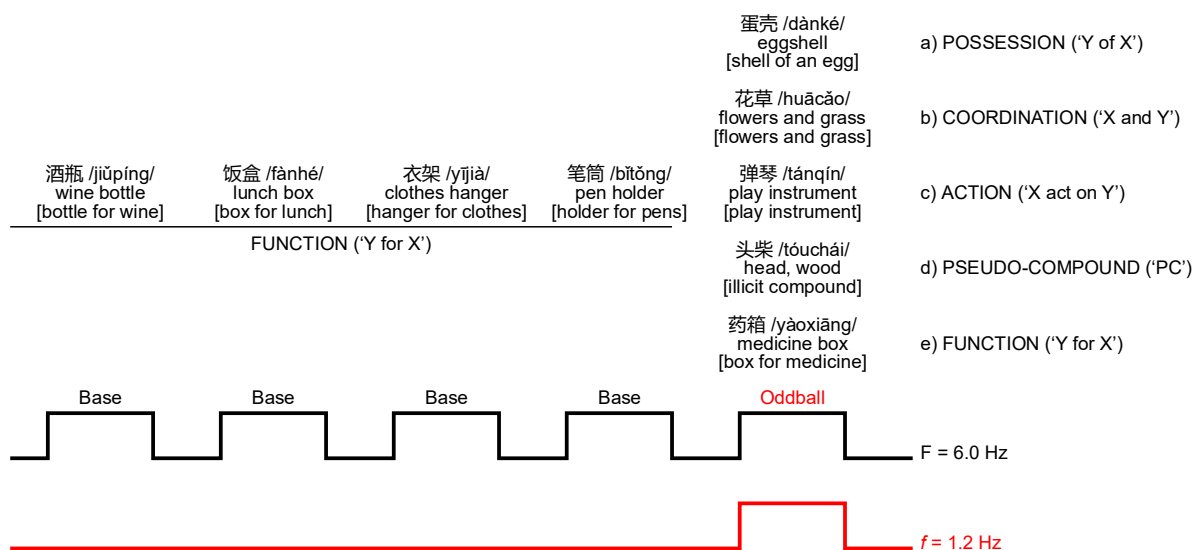 蛋壳 /dànké/
eggshell
[shell of an egg]
a) POSSESSION (‘Y of X’)
花草 /huācǎo/
flowers and grass
[flowers and grass]
b) COORDINATION (‘X and Y’)
酒瓶 /jiǔpíng/
wine bottle
[bottle for wine]
饭盒 /fànhé/
lunch box
[box for lunch]
衣架 /yījià/
clothes hanger
[hanger for clothes]
笔筒 /bǐtǒng/
pen holder
[holder for pens]
弹琴 /tánqín/
play instrument
[play instrument]
c) ACTION (‘X act on Y’)
FUNCTION (‘Y for X’)
头柴 /tóuchái/
head, wood
[illicit compound]
d) PSEUDO-COMPOUND (‘PC’)
药箱 /yàoxiāng/
medicine box
[box for medicine]
e) FUNCTION (‘Y for X’)
Base
Base
Base
Base
Oddball
F = 6.0 Hz
f = 1.2 Hz